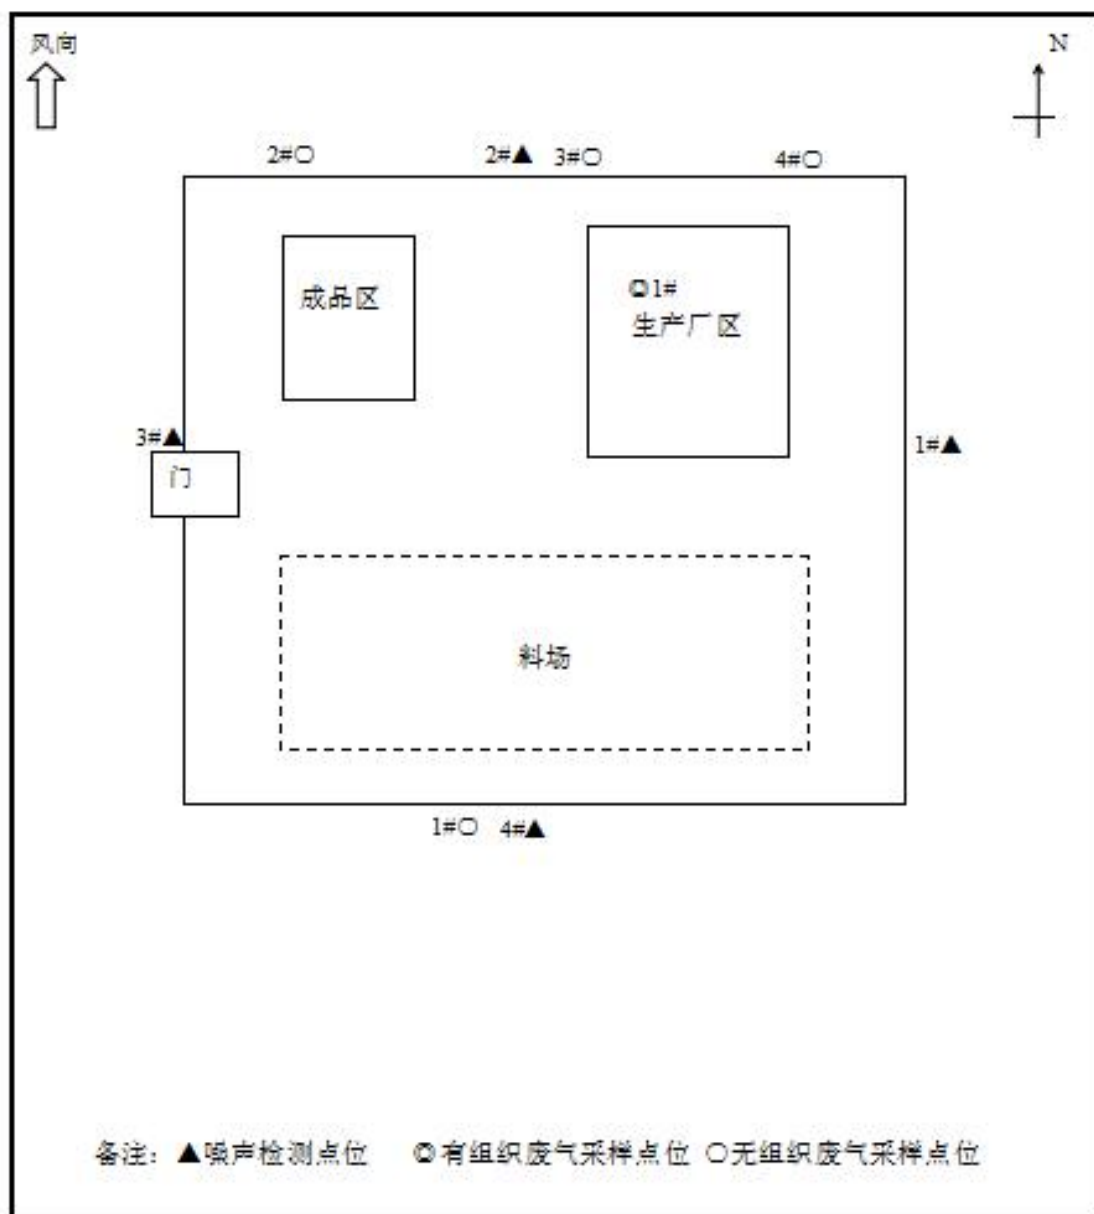 风向
N
2#○ 2#▲ 3#○ 4#○
成品区
◎1#
生产厂区
3#▲
1#▲
门
料场
1#○ 4#▲
备注：▲噪声检测点位 ◎有组织废气采样点位 ○无组织废气采样点位